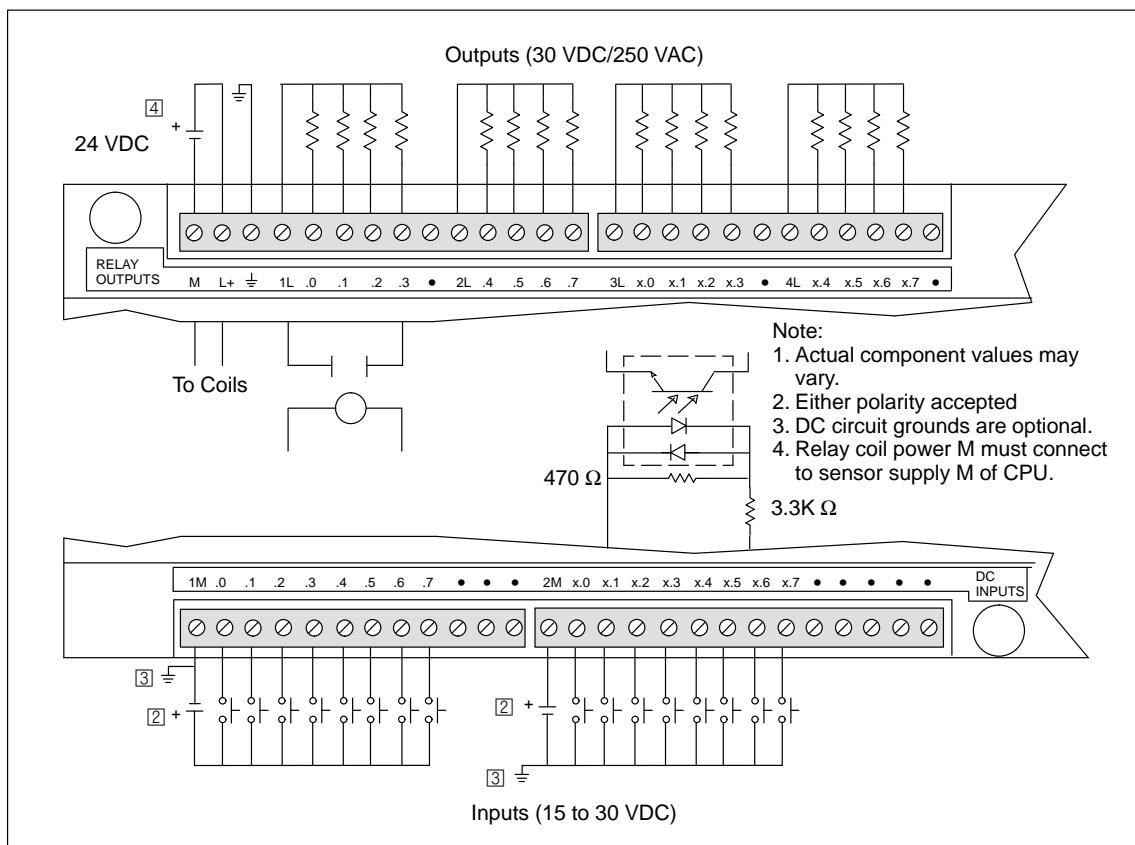 Outputs (30 VDC/250 VAC)
4
+
24 VDC
RELAY
OUTPUTS
M L+ 1L .0 .1 .2 .3 • 2L .4 .5 .6 .7 3L x.0 x.1 x.2 x.3 • 4L x.4 x.5 x.6 x.7 •
To Coils
Note:
1. Actual component values may
vary.
2. Either polarity accepted
3. DC circuit grounds are optional.
4. Relay coil power M must connect
to sensor supply M of CPU.
470 Ω
3.3K Ω
1M .0 .1 .2 .3 .4 .5 .6 .7 • • • 2M x.0 x.1 x.2 x.3 x.4 x.5 x.6 x.7 • • • • •
DC
INPUTS
3
2 +
2 +
3
Inputs (15 to 30 VDC)